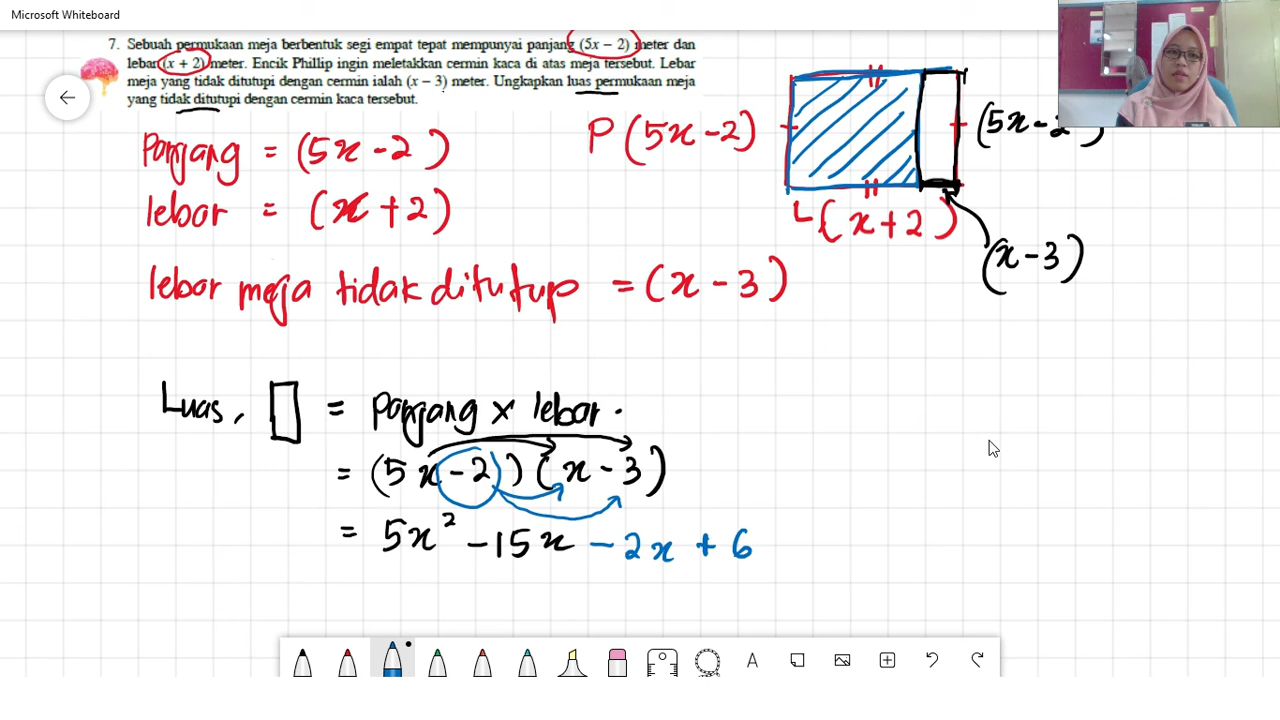 Microsoft Whiteboard
7. Sebuah permukaan meja berbentuk segi empat tepat mempunyai panjang (5x – 2) meter dan
lebar (x + 2) meter. Encik Phillip ingin meletakkan cermin kaca di atas meja tersebut. Lebar
meja yang tidak ditutupi dengan cermin ialah (x – 3) meter. Ungkapkan luas permukaan meja
yang tidak ditutupi dengan cermin kaca tersebut.
Panjang = (5x - 2)
lebar = (x + 2)
lebar meja tidak ditutup = (x - 3)
P (5x - 2)
(5x - 2)
L (x + 2)
(x - 3)
Luas, = panjang x lebar.
= (5x - 2) (x - 3)
= 5x² - 15x - 2x + 6
A